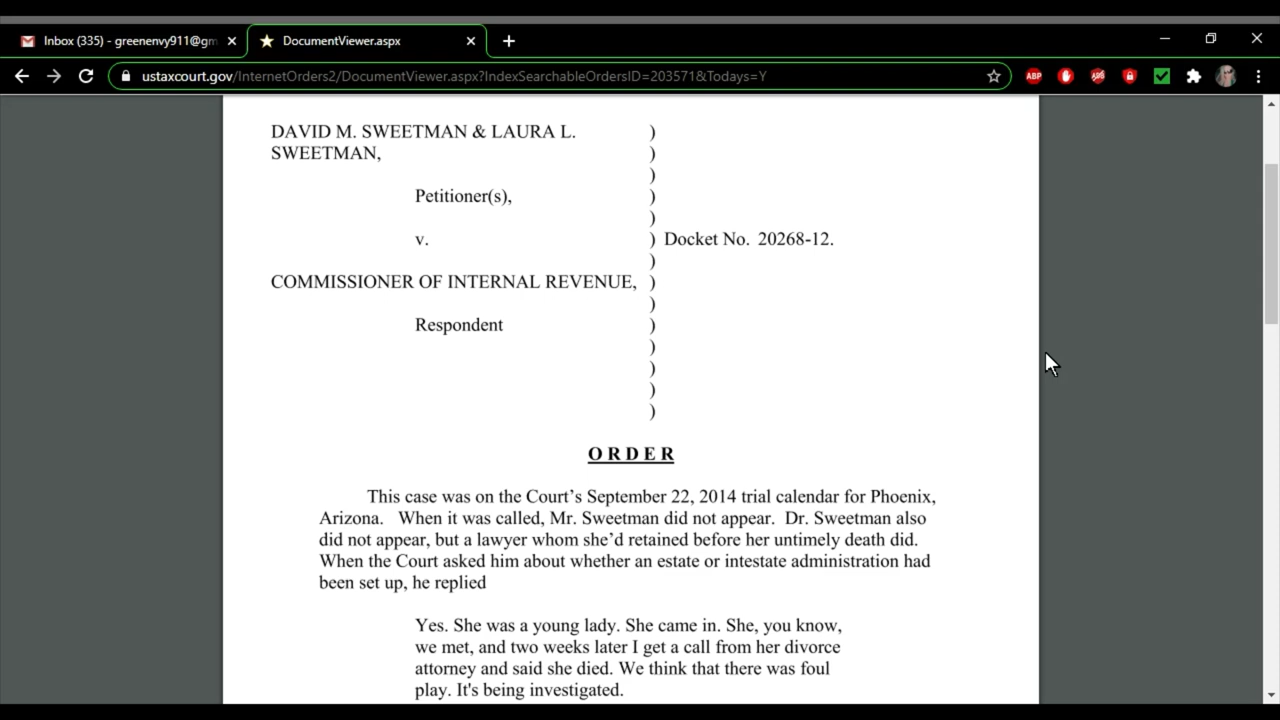 Inbox (335) - greenenvy911@gm
DocumentViewer.aspx
ustaxcourt.gov/InternetOrders2/DocumentViewer.aspx?IndexSearchableOrdersID=203571&Todays=Y
ABP
DAVID M. SWEETMAN & LAURA L. )
SWEETMAN, )
)
Petitioner(s), )
)
v. ) Docket No. 20268-12.
)
COMMISSIONER OF INTERNAL REVENUE, )
)
Respondent )
)
)
)
)
ORDER
This case was on the Court's September 22, 2014 trial calendar for Phoenix,
Arizona. When it was called, Mr. Sweetman did not appear. Dr. Sweetman also
did not appear, but a lawyer whom she'd retained before her untimely death did.
When the Court asked him about whether an estate or intestate administration had
been set up, he replied
Yes. She was a young lady. She came in. She, you know,
we met, and two weeks later I get a call from her divorce
attorney and said she died. We think that there was foul
play. It's being investigated.